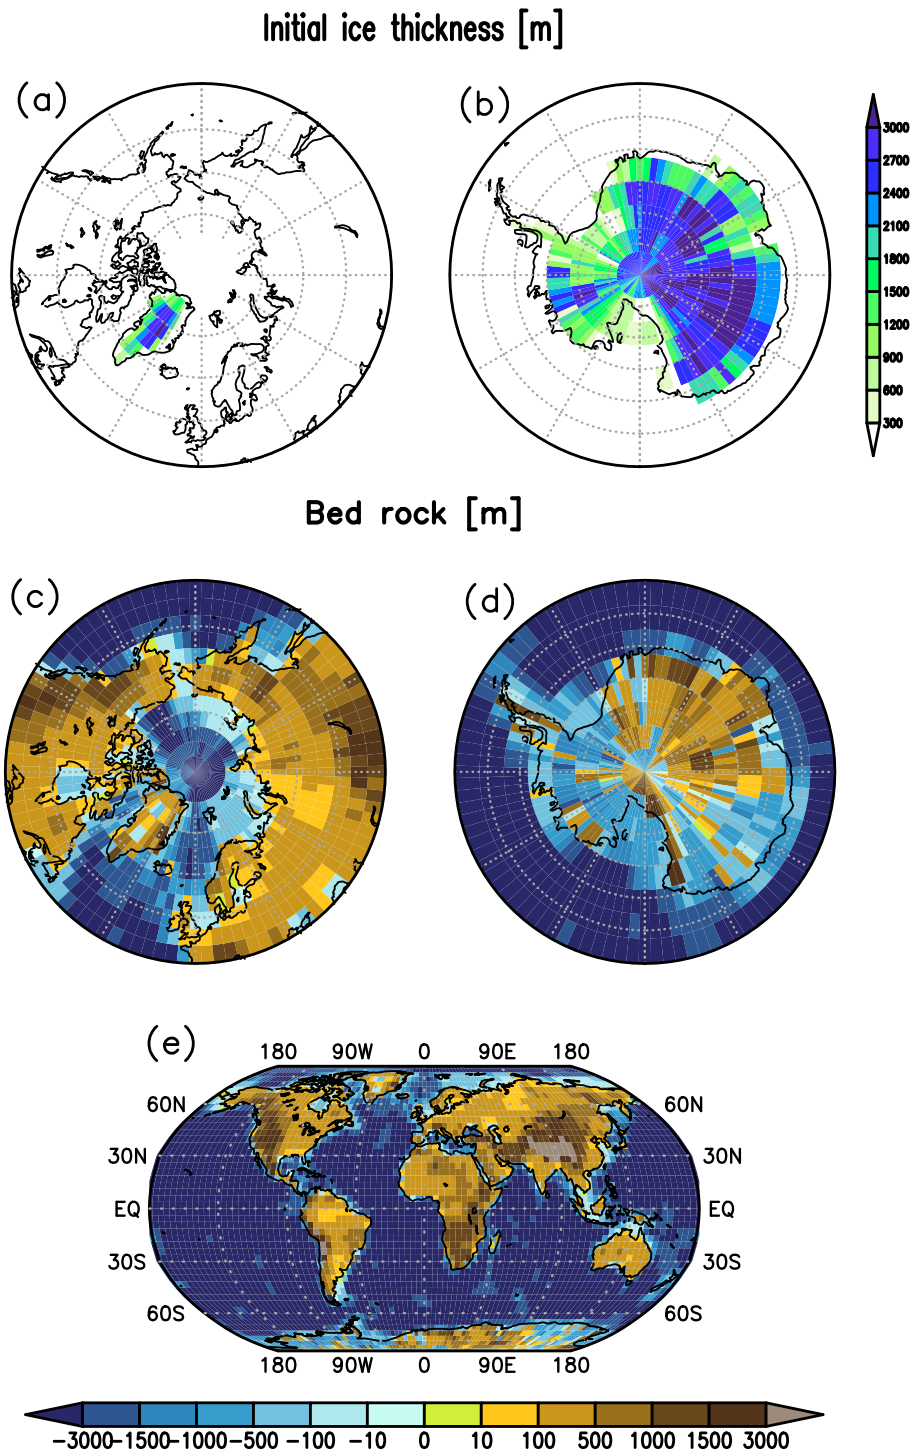 Initial ice thickness [m]
(a)
(b)
3000
2700
2400
2100
1800
1500
1200
900
600
300
Bed rock [m]
(c)
(d)
(e)
180 90W 0 90E 180
60N 60N
30N 30N
EQ EQ
30S 30S
60S 60S
180 90W 0 90E 180
-3000 -1500 -1000 -500 -100 -10 0 10 100 500 1000 1500 3000